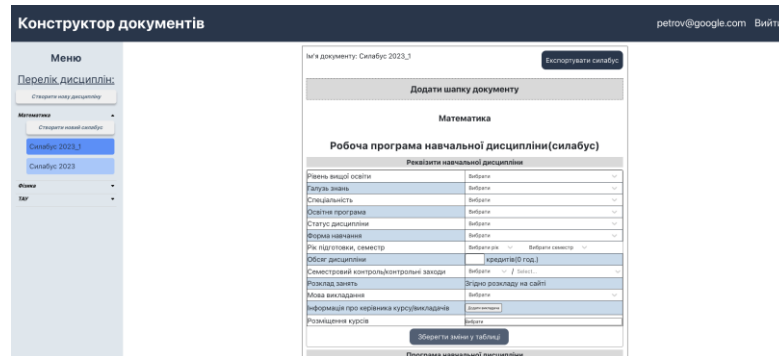 Конструктор документів
petrov@google.com Вийти
Меню
Перелік дисциплін:
Створити нову дисципліну
Математика
Створити новий силабус
Силабус 2023_1
Силабус 2023
Фізика
ТАУ
Ім'я документу: Силабус 2023_1
Експортувати силабус
Додати шапку документу
Математика
Робоча програма навчальної дисципліни(силабус)
Реквізити навчальної дисципліни
Рівень вищої освіти Вибрати
Галузь знань Вибрати
Спеціальність Вибрати
Освітня програма Вибрати
Статус дисципліни Вибрати
Форма навчання Вибрати
Рік підготовки, семестр Вибрати рік Вибрати семестр
Обсяг дисципліни кредитів(0 год.)
Семестровий контроль/контрольні заходи Вибрати / Select...
Розклад занять Згідно розкладу на сайті
Мова викладання Вибрати
Інформація про керівника курсу/викладачів Додати викладача
Розміщення курсів Вибрати
Зберегти зміни у таблиці
Програма навчальної дисципліни